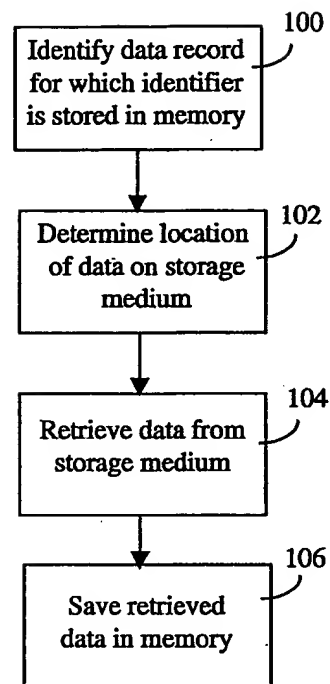 100
Identify data record
for which identifier
is stored in memory
102
Determine location
of data on storage
medium
104
Retrieve data from
storage medium
106
Save retrieved
data in memory